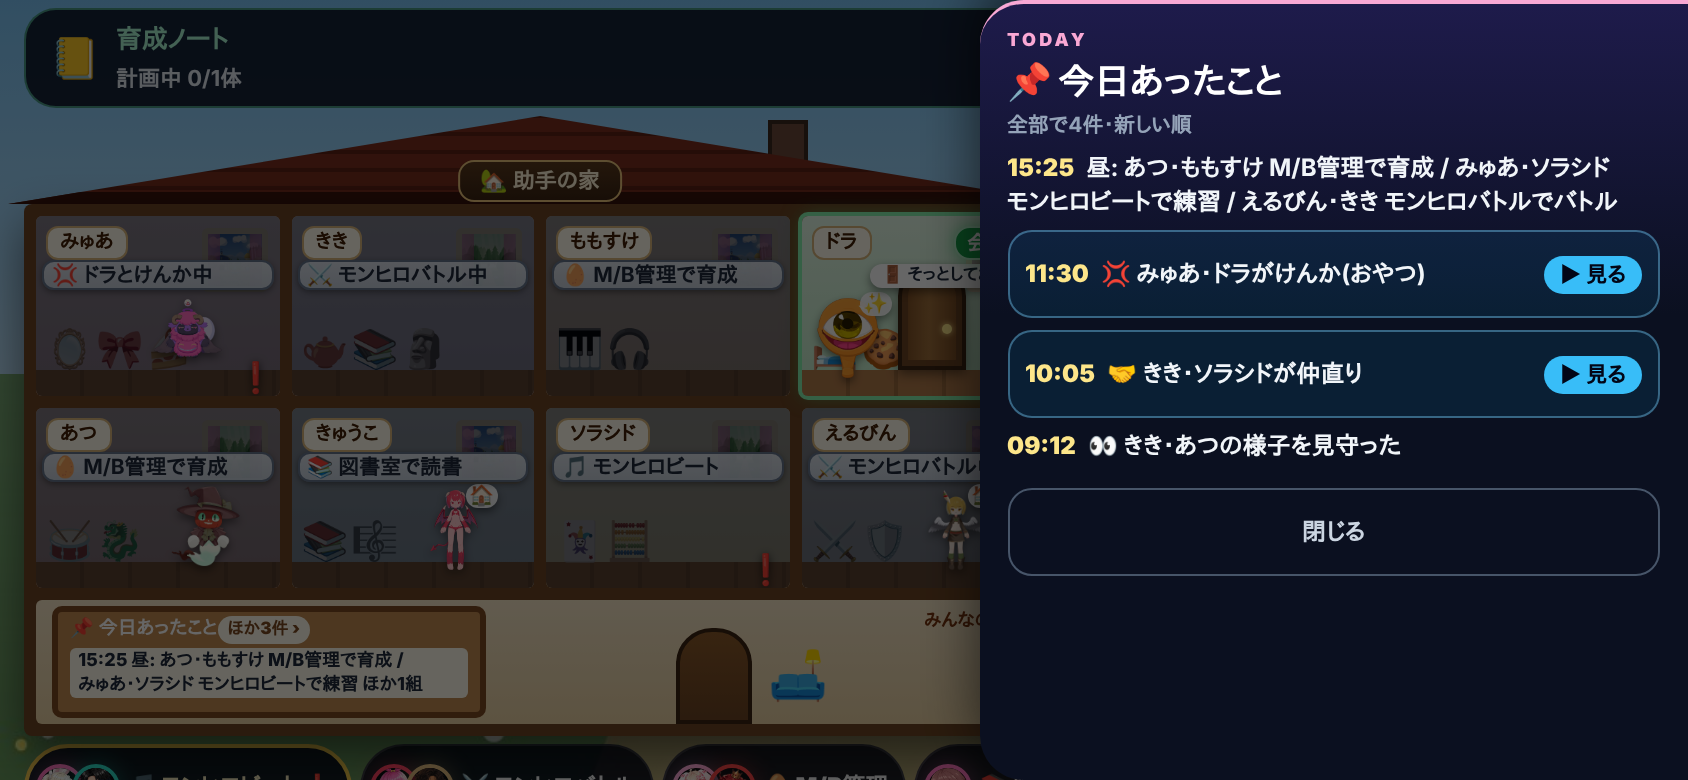 育成ノート
計画中 0/1体
助手の家
みゅあ
ドラとけんか中
きき
モンヒロバトル中
ももすけ
M/B管理で育成
ドラ
そっとして
あつ
M/B管理で育成
きゅうこ
図書室で読書
ソラシド
モンヒロビート
えるびん
モンヒロバトル
今日あったこと ほか3件 ›
みんなの
15:25 昼: あつ・ももすけ M/B管理で育成 /
みゅあ・ソラシド モンヒロビートで練習 ほか1組
TODAY
今日あったこと
全部で4件・新しい順
15:25 昼: あつ・ももすけ M/B管理で育成 / みゅあ・ソラシド
モンヒロビートで練習 / えるびん・きき モンヒロバトルでバトル
11:30 みゅあ・ドラがけんか(おやつ) ▶ 見る
10:05 きき・ソラシドが仲直り ▶ 見る
09:12 きき・あつの様子を見守った
閉じる